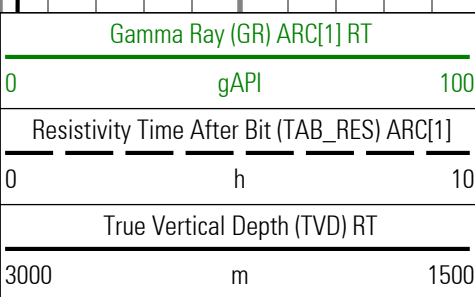 Gamma Ray (GR) ARC[1] RT
0 gAPI 100
Resistivity Time After Bit (TAB_RES) ARC[1]
0 h 10
True Vertical Depth (TVD) RT
3000 m 1500